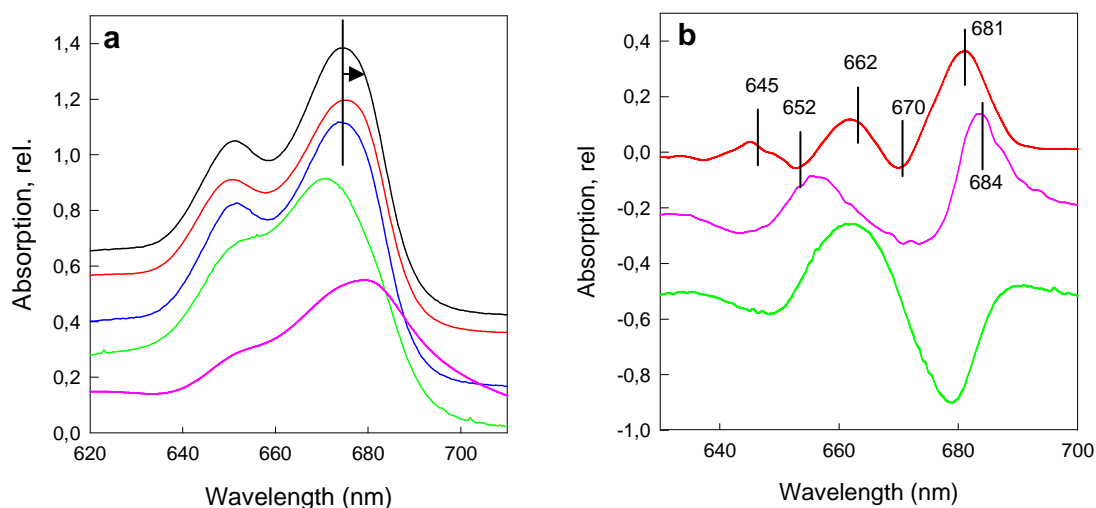 a
1,4
1,2
1,0
0,8
0,6
0,4
0,2
0,0
620 640 660 680 700
Absorption, rel.
Wavelength (nm)
b
0,4
0,2
0,0
-0,2
-0,4
-0,6
-0,8
-1,0
640 660 680 700
645
652
662
670
681
684
Absorption, rel
Wavelength (nm)